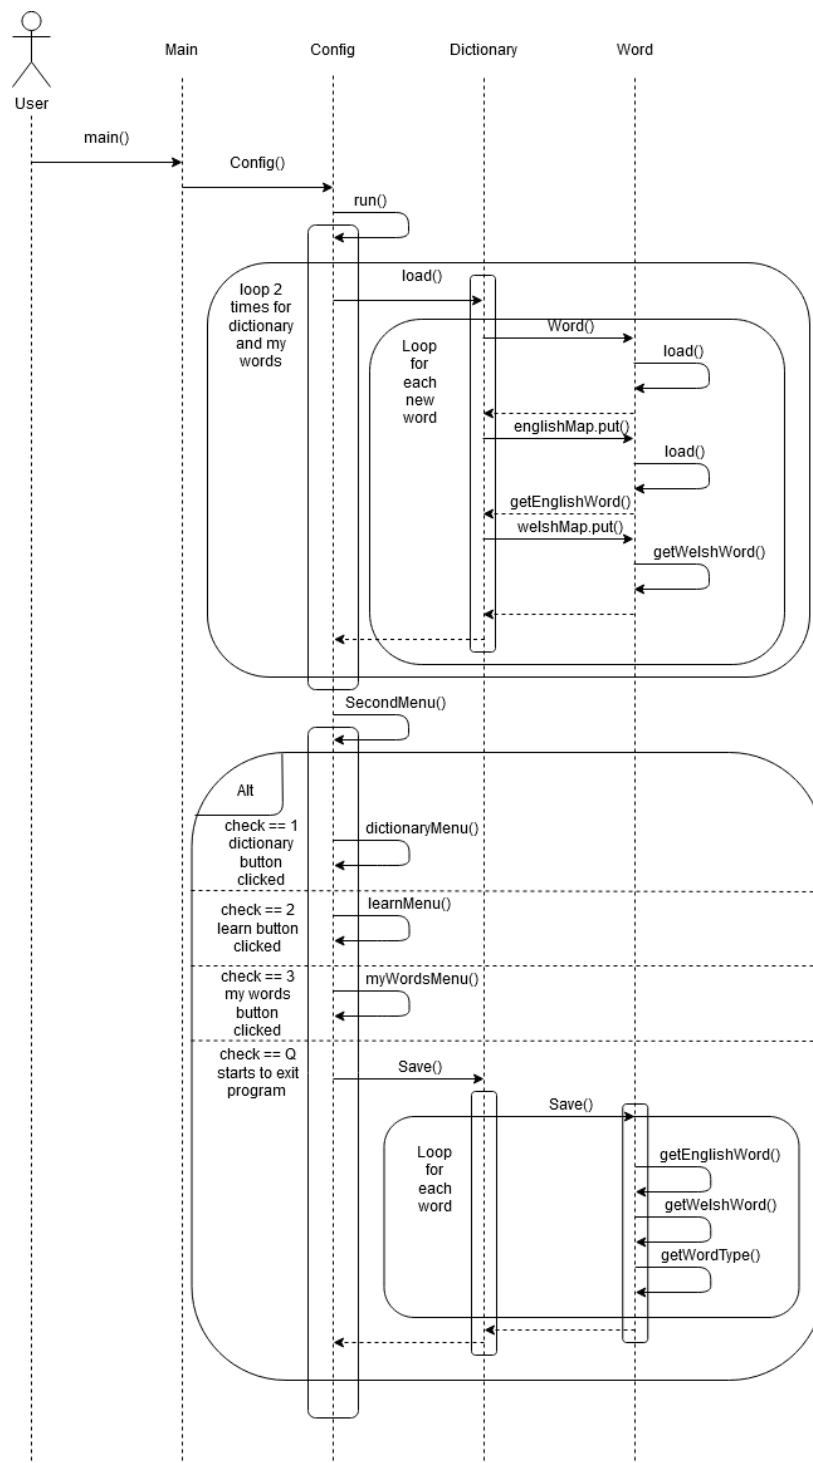 Main
Config
Dictionary
Word
User
main()
Config()
run()
loop 2
times for
dictionary
and my
words
load()
Loop
for
each
new
word
Word()
load()
englishMap.put()
load()
getEnglishWord()
welshMap.put()
getWelshWord()
SecondMenu()
Alt
check == 1
dictionary
button
clicked
dictionaryMenu()
check == 2
learn button
clicked
learnMenu()
check == 3
my words
button
clicked
myWordsMenu()
check == Q
starts to exit
program
Save()
Save()
Loop
for
each
word
getEnglishWord()
getWelshWord()
getWordType()